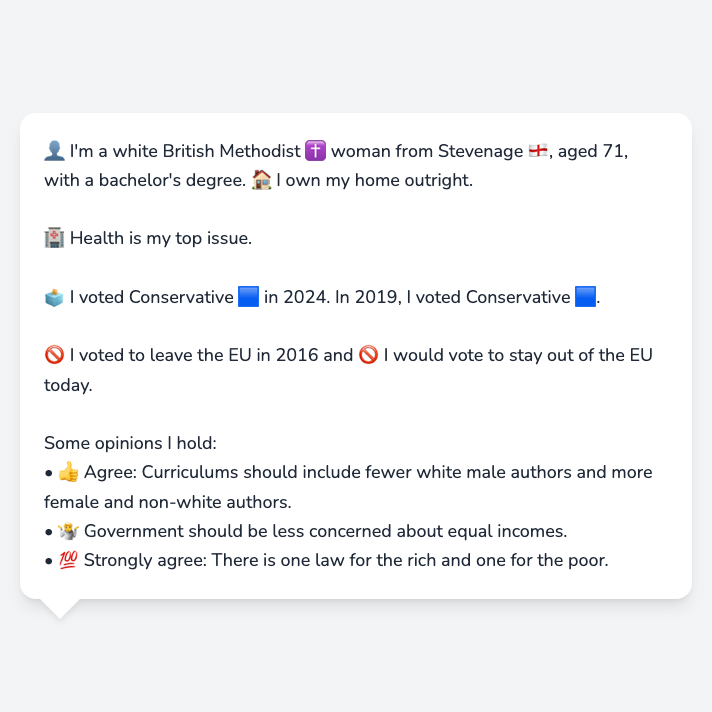 👤 I'm a white British Methodist ✝️ woman from Stevenage 🏴󠁧󠁢󠁥󠁮󠁧󠁿, aged 71,
with a bachelor's degree. 🏠 I own my home outright.
🏥 Health is my top issue.
🗳️ I voted Conservative 🟦 in 2024. In 2019, I voted Conservative 🟦.
🚫 I voted to leave the EU in 2016 and 🚫 I would vote to stay out of the EU
today.
Some opinions I hold:
• 👍 Agree: Curriculums should include fewer white male authors and more
female and non-white authors.
• 🤷 Government should be less concerned about equal incomes.
• 💯 Strongly agree: There is one law for the rich and one for the poor.